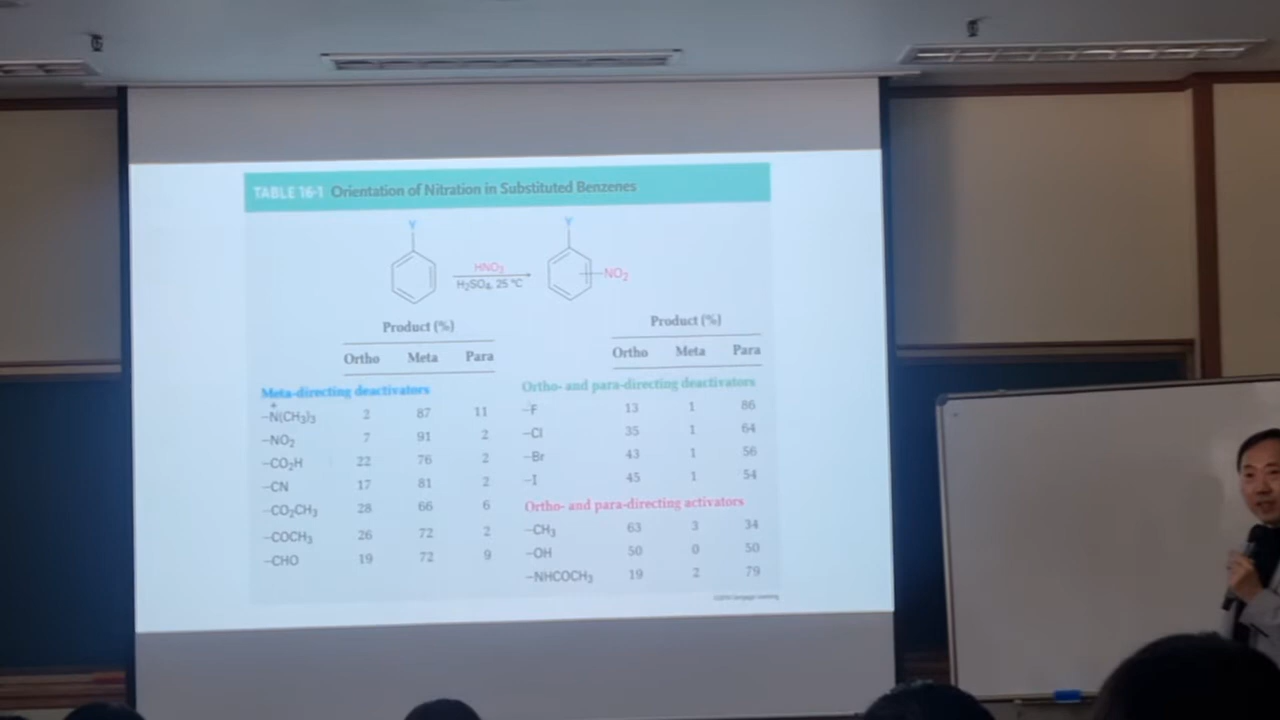 TABLE 16-1 Orientation of Nitration in Substituted Benzenes
Y
Y
HNO3
H2SO4, 25 °C
NO2
Product (%)
Ortho Meta Para
Meta-directing deactivators
–N(CH3)3 + 2 87 11
–NO2 7 91 2
–CO2H 22 76 2
–CN 17 81 2
–CO2CH3 28 66 6
–COCH3 26 72 2
–CHO 19 72 9
Product (%)
Ortho Meta Para
Ortho- and para-directing deactivators
–F 13 1 86
–Cl 35 1 64
–Br 43 1 56
–I 45 1 54
Ortho- and para-directing activators
–CH3 63 3 34
–OH 50 0 50
–NHCOCH3 19 2 79
Cengage Learning